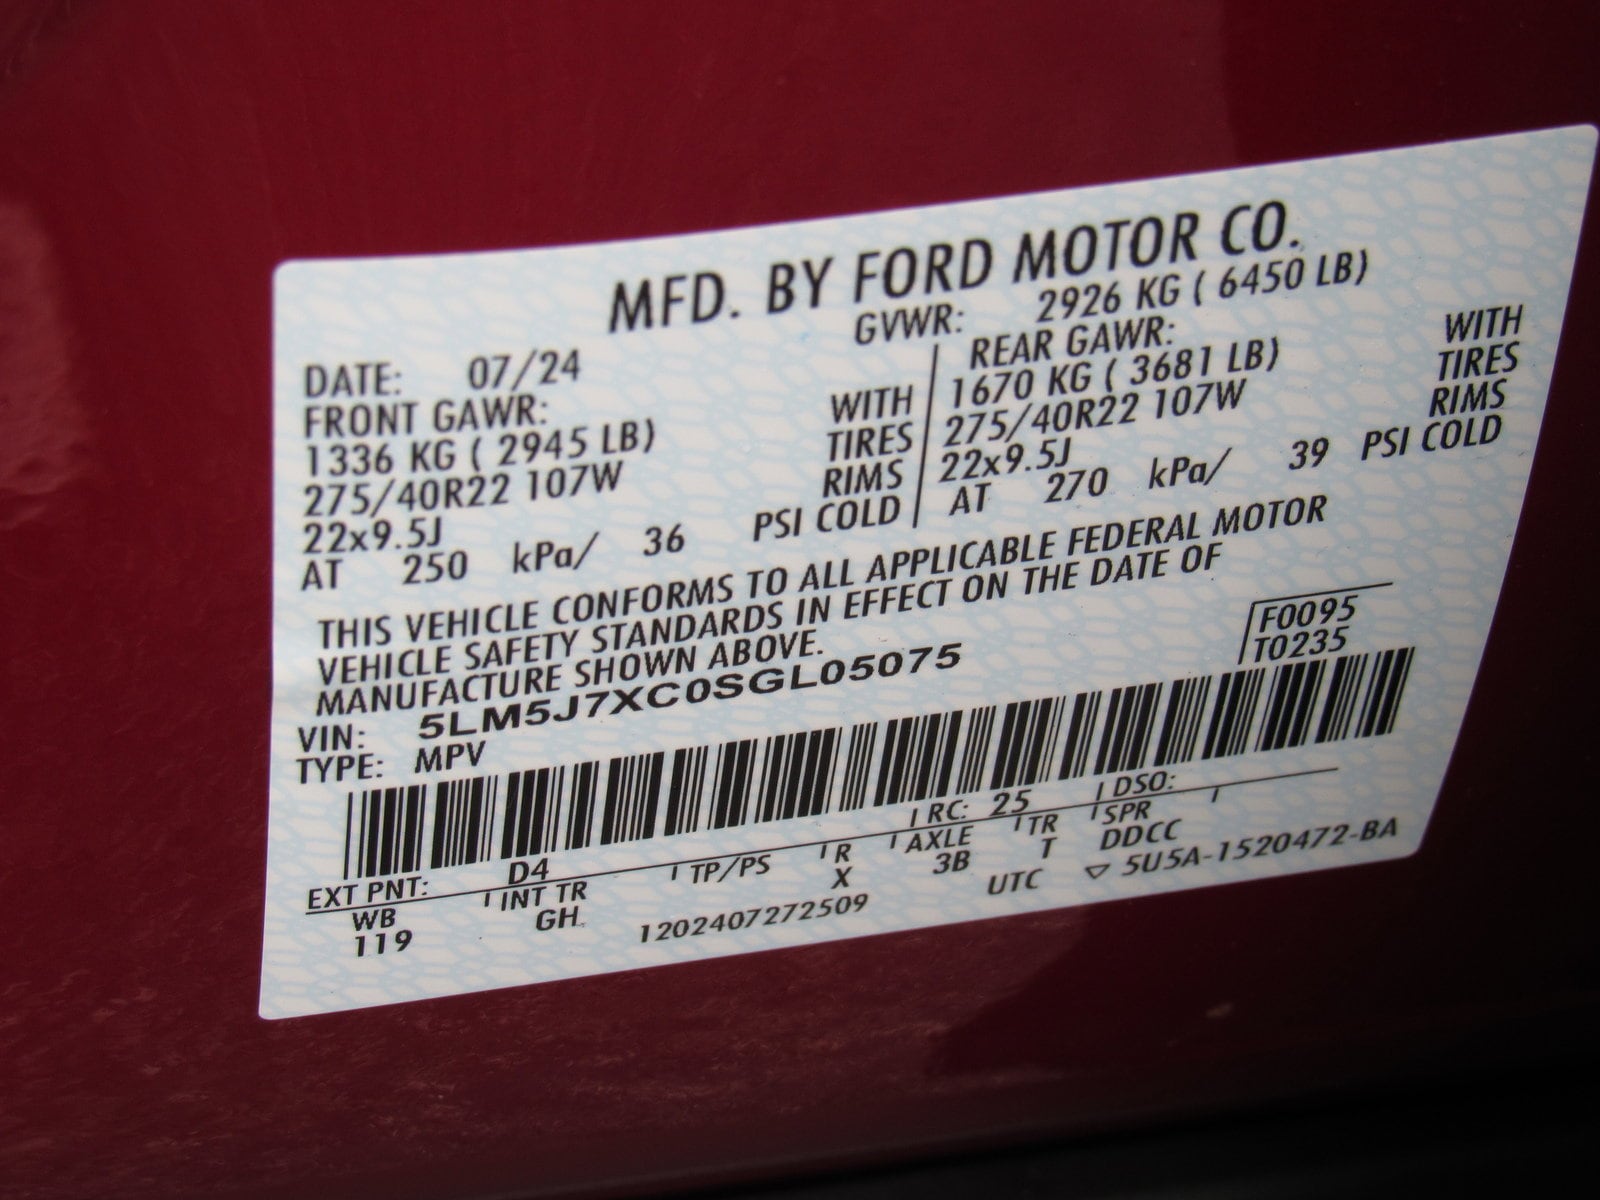 MFD. BY FORD MOTOR CO.
DATE: 07/24 GVWR: 2926 KG ( 6450 LB)
FRONT GAWR:
1336 KG ( 2945 LB) WITH
275/40R22 107W TIRES
22x9.5J RIMS
AT 250 kPa/ 36 PSI COLD
REAR GAWR:
1670 KG ( 3681 LB) WITH
275/40R22 107W TIRES
22x9.5J RIMS
AT 270 kPa/ 39 PSI COLD
THIS VEHICLE CONFORMS TO ALL APPLICABLE FEDERAL MOTOR
VEHICLE SAFETY STANDARDS IN EFFECT ON THE DATE OF
MANUFACTURE SHOWN ABOVE.
F0095
T0235
VIN: 5LM5J7XC0SGL05075
TYPE: MPV
EXT PNT: D4 RC: 25 DSO:
WB INT TR TP/PS R AXLE TR SPR
119 GH X 3B T DDCC
1202407272509 UTC ▽ 5U5A-1520472-BA